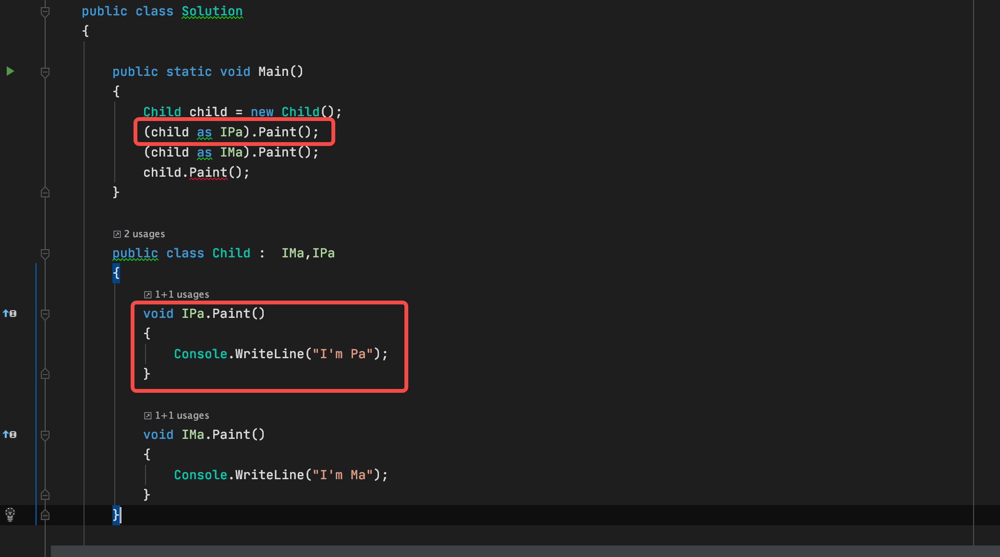 public class Solution
{
public static void Main()
{
Child child = new Child();
(child as IPa).Paint();
(child as IMa).Paint();
child.Paint();
}
2 usages
public class Child :  IMa,IPa
{
1+1 usages
void IPa.Paint()
{
Console.WriteLine("I'm Pa");
}
1+1 usages
void IMa.Paint()
{
Console.WriteLine("I'm Ma");
}
}